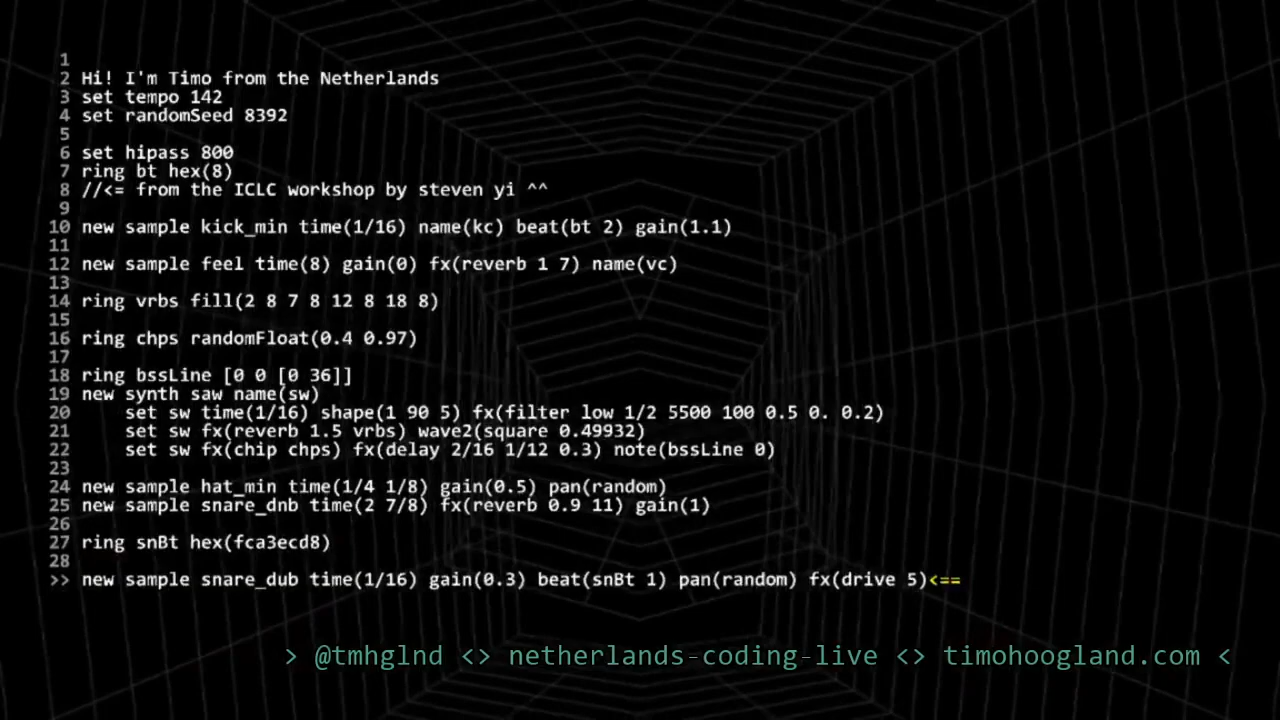 1
2 Hi! I'm Timo from the Netherlands
3 set tempo 142
4 set randomSeed 8392
5
6 set hipass 800
7 ring bt hex(8)
8 //<= from the ICLC workshop by steven yi ^^
9
10 new sample kick_min time(1/16) name(kc) beat(bt 2) gain(1.1)
11
12 new sample feel time(8) gain(0) fx(reverb 1 7) name(vc)
13
14 ring vrbs fill(2 8 7 8 12 8 18 8)
15
16 ring chps randomFloat(0.4 0.97)
17
18 ring bssLine [0 0 [0 36]]
19 new synth saw name(sw)
20     set sw time(1/16) shape(1 90 5) fx(filter low 1/2 5500 100 0.5 0. 0.2)
21     set sw fx(reverb 1.5 vrbs) wave2(square 0.49932)
22     set sw fx(chip chps) fx(delay 2/16 1/12 0.3) note(bssLine 0)
23
24 new sample hat_min time(1/4 1/8) gain(0.5) pan(random)
25 new sample snare_dnb time(2 7/8) fx(reverb 0.9 11) gain(1)
26
27 ring snBt hex(fca3ecd8)
28
>> new sample snare_dub time(1/16) gain(0.3) beat(snBt 1) pan(random) fx(drive 5)<==
> @tmhglnd <> netherlands-coding-live <> timohoogland.com <